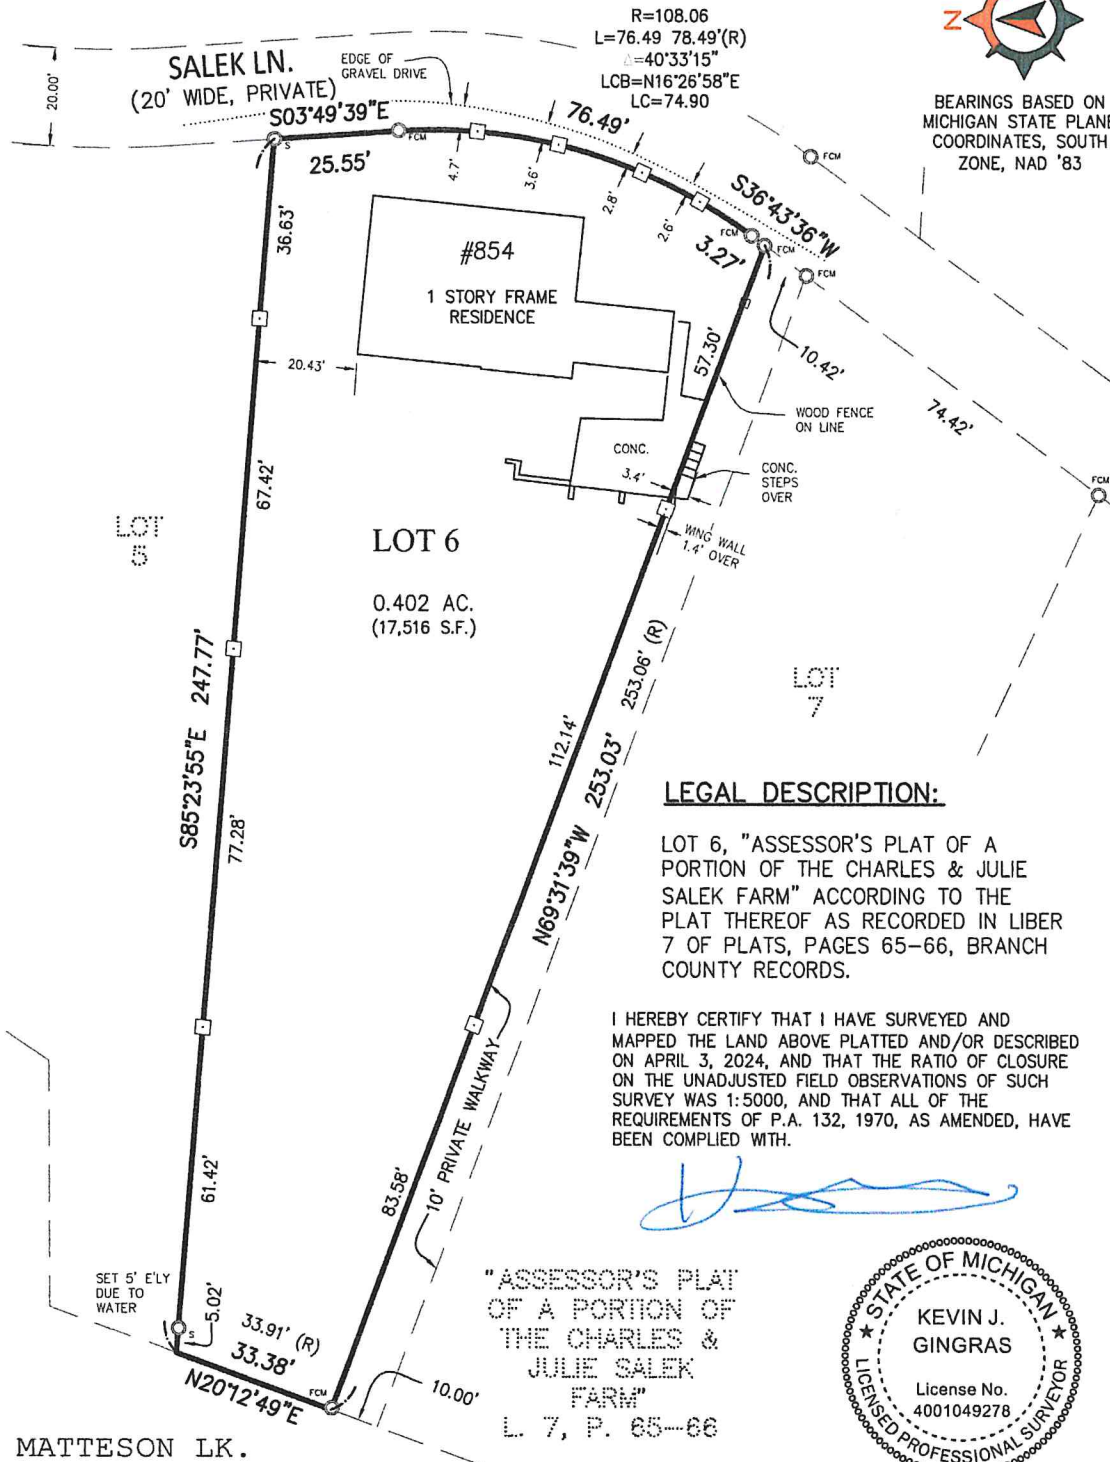 R=108.06
L=76.49 78.49'(R)
△=40°33'15"
LCB=N16°26'58"E
LC=74.90
N
BEARINGS BASED ON
MICHIGAN STATE PLANE
COORDINATES, SOUTH
ZONE, NAD '83
SALEK LN.
(20' WIDE, PRIVATE)
EDGE OF
GRAVEL DRIVE
20.00'
S03°49'39"E
25.55'
76.49'
S
FCM
FCM
4.7'
3.6'
2.8'
2.6'
S36°43'36"W
3.27'
FCM
FCM
FCM
36.63'
#854
1 STORY FRAME
RESIDENCE
20.43'
57.30'
10.42'
74.42'
WOOD FENCE
ON LINE
CONC.
3.4'
CONC.
STEPS
OVER
FCM
WING WALL
1.4' OVER
67.42'
LOT
5
LOT 6
0.402 AC.
(17,516 S.F.)
LOT
7
S85°23'55"E 247.77'
77.28'
112.14'
N69°31'39"W 253.03' 253.06' (R)
LEGAL DESCRIPTION:
LOT 6, "ASSESSOR'S PLAT OF A
PORTION OF THE CHARLES & JULIE
SALEK FARM" ACCORDING TO THE
PLAT THEREOF AS RECORDED IN LIBER
7 OF PLATS, PAGES 65-66, BRANCH
COUNTY RECORDS.
I HEREBY CERTIFY THAT I HAVE SURVEYED AND
MAPPED THE LAND ABOVE PLATTED AND/OR DESCRIBED
ON APRIL 3, 2024, AND THAT THE RATIO OF CLOSURE
ON THE UNADJUSTED FIELD OBSERVATIONS OF SUCH
SURVEY WAS 1:5000, AND THAT ALL OF THE
REQUIREMENTS OF P.A. 132, 1970, AS AMENDED, HAVE
BEEN COMPLIED WITH.
61.42'
83.58'
10' PRIVATE WALKWAY
SET 5' E'LY
DUE TO
WATER
S
5.02'
33.91' (R)
33.38'
N20°12'49"E
FCM
10.00'
"ASSESSOR'S PLAT
OF A PORTION OF
THE CHARLES &
JULIE SALEK
FARM"
L. 7, P. 65-66
STATE OF MICHIGAN
KEVIN J.
GINGRAS
License No.
4001049278
LICENSED PROFESSIONAL SURVEYOR
MATTESON LK.